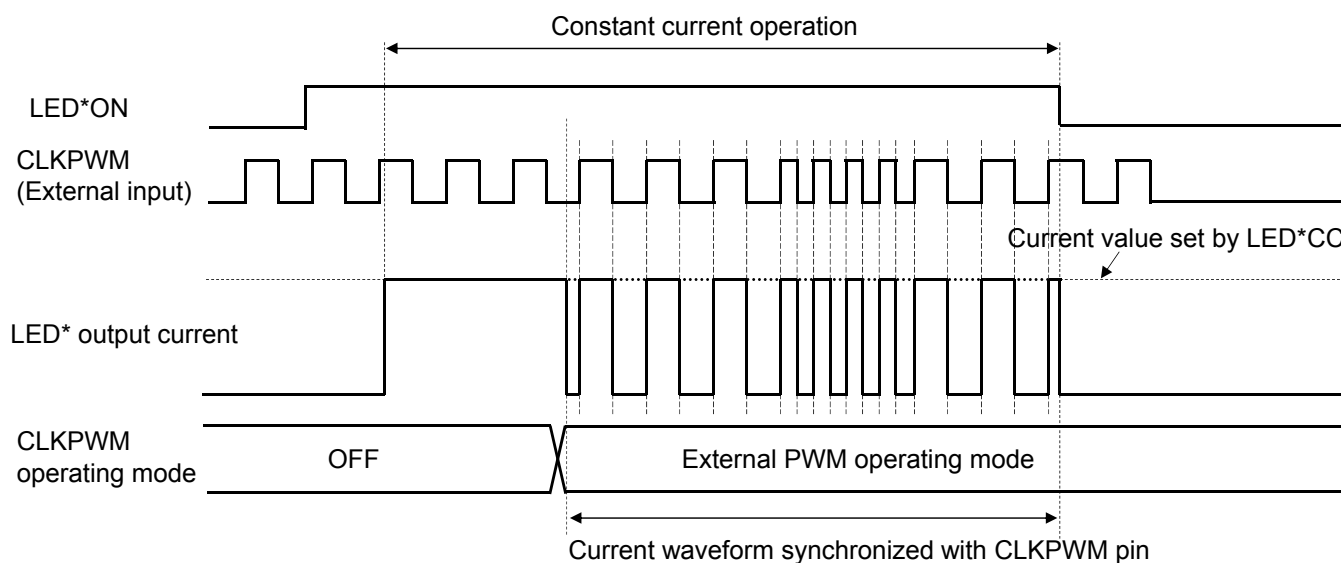 Constant current operation
LED*ON
CLKPWM
(External input)
Current value set by LED*CC
LED* output current
CLKPWM
operating mode
OFF
External PWM operating mode
Current waveform synchronized with CLKPWM pin